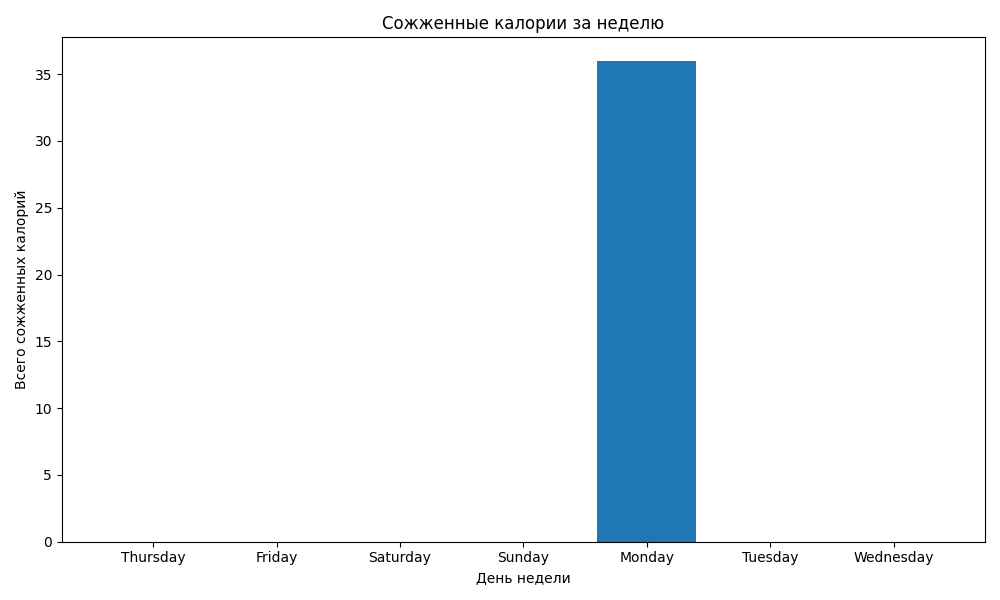 Сожженные калории за неделю
Всего сожженных калорий
35
30
25
20
15
10
5
0
Thursday Friday Saturday Sunday Monday Tuesday Wednesday
День недели